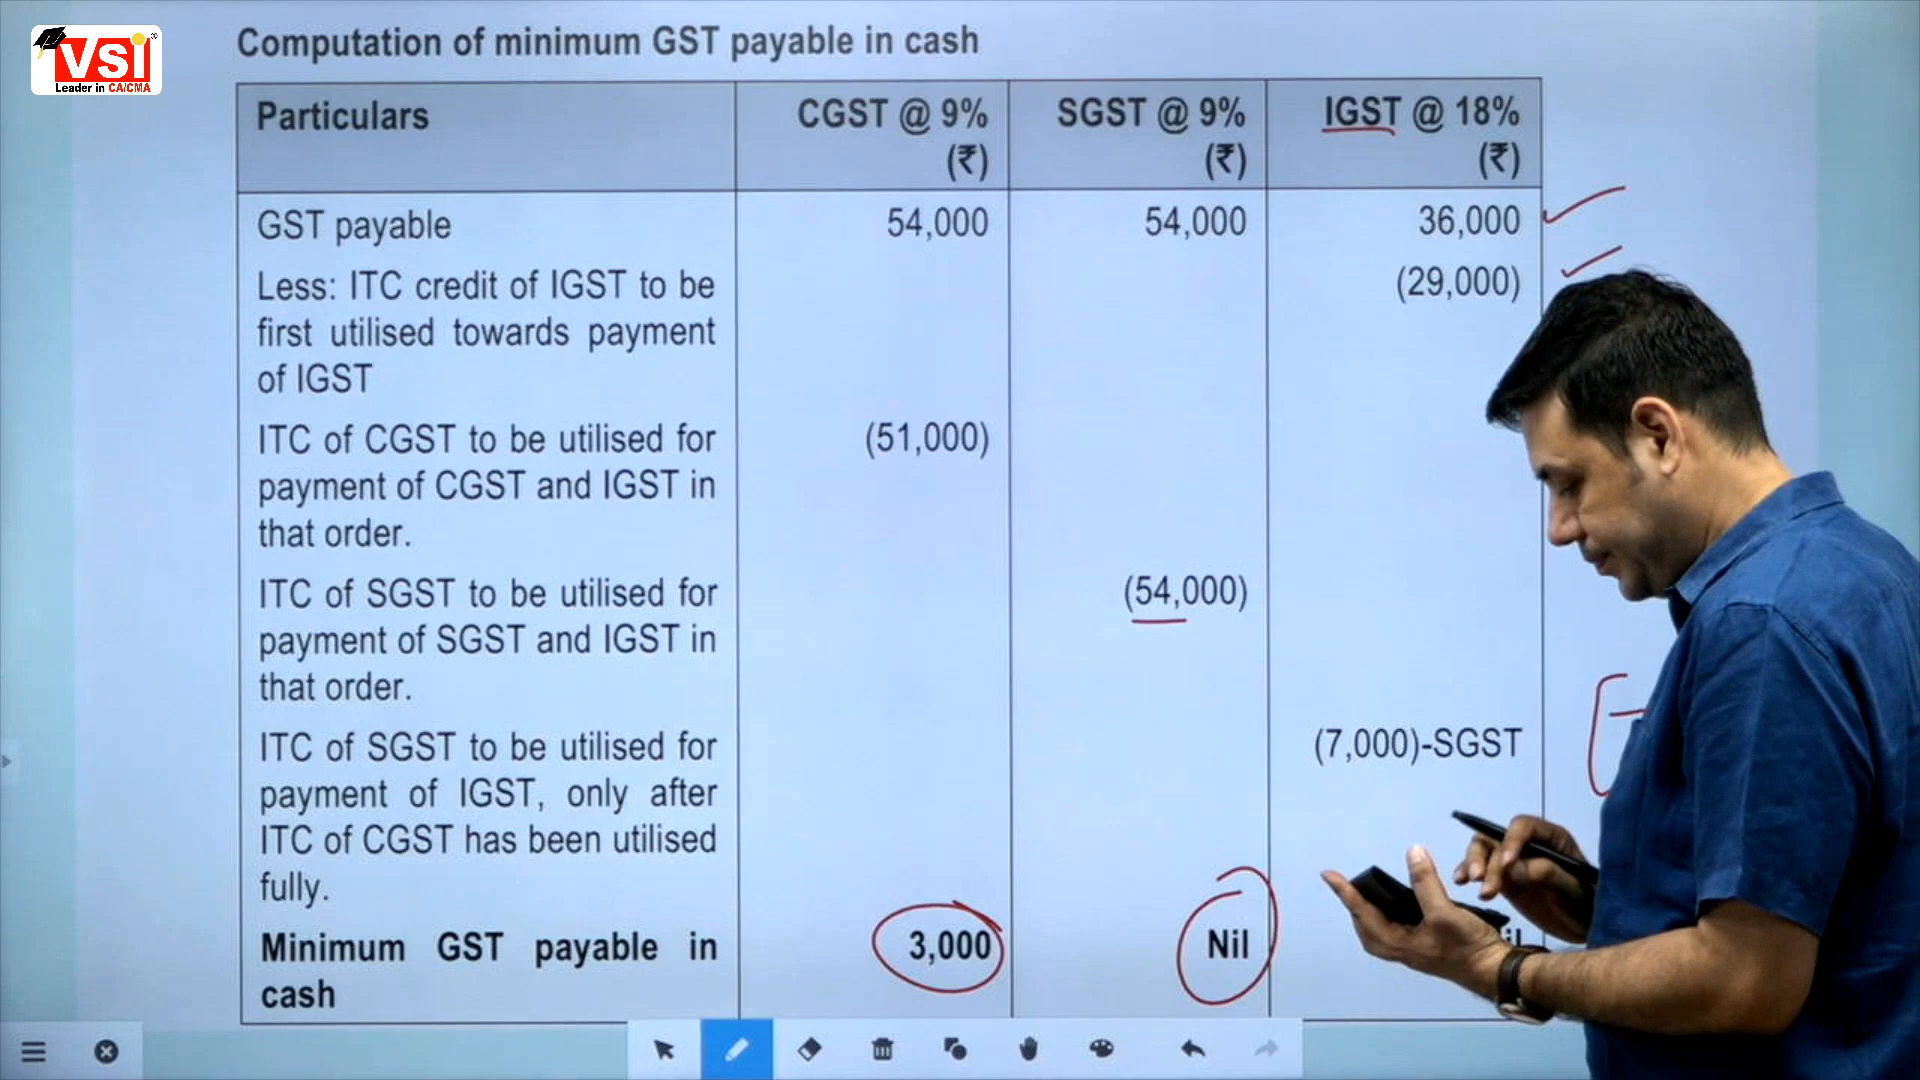 VSI
Leader in CA/CMA
Computation of minimum GST payable in cash
Particulars CGST @ 9% SGST @ 9% IGST @ 18%
(₹) (₹) (₹)
GST payable 54,000 54,000 36,000
Less: ITC credit of IGST to be (29,000)
first utilised towards payment
of IGST
ITC of CGST to be utilised for (51,000)
payment of CGST and IGST in
that order.
ITC of SGST to be utilised for (54,000)
payment of SGST and IGST in
that order.
ITC of SGST to be utilised for (7,000)-SGST
payment of IGST, only after
ITC of CGST has been utilised
fully.
Minimum GST payable in 3,000 Nil
cash